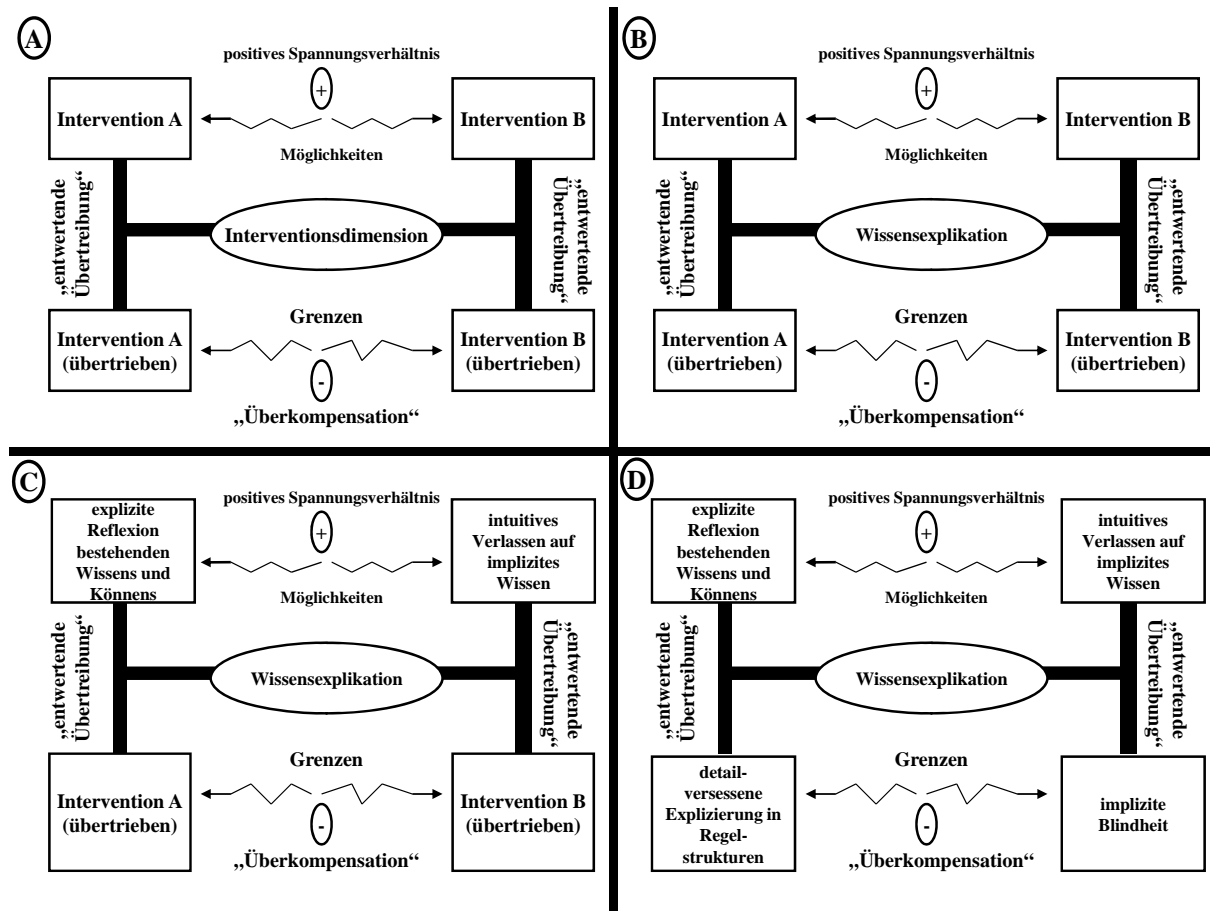 A
positives Spannungsverhältnis
+
Intervention A
Intervention B
Möglichkeiten
„entwertende
Übertreibung“
„entwertende
Übertreibung“
Interventionsdimension
Grenzen
Intervention A
(übertrieben)
Intervention B
(übertrieben)
-
„Überkompensation“
B
positives Spannungsverhältnis
+
Intervention A
Intervention B
Möglichkeiten
„entwertende
Übertreibung“
„entwertende
Übertreibung“
Wissensexplikation
Grenzen
Intervention A
(übertrieben)
Intervention B
(übertrieben)
-
„Überkompensation“
C
positives Spannungsverhältnis
+
explizite
Reflexion
bestehenden
Wissens und
Könnens
intuitives
Verlassen auf
implizites
Wissen
Möglichkeiten
„entwertende
Übertreibung“
„entwertende
Übertreibung“
Wissensexplikation
Grenzen
Intervention A
(übertrieben)
Intervention B
(übertrieben)
-
„Überkompensation“
D
positives Spannungsverhältnis
+
explizite
Reflexion
bestehenden
Wissens und
Könnens
intuitives
Verlassen auf
implizites
Wissen
Möglichkeiten
„entwertende
Übertreibung“
„entwertende
Übertreibung“
Wissensexplikation
Grenzen
detail-
versessene
Explizierung in
Regel-
strukturen
implizite
Blindheit
-
„Überkompensation“